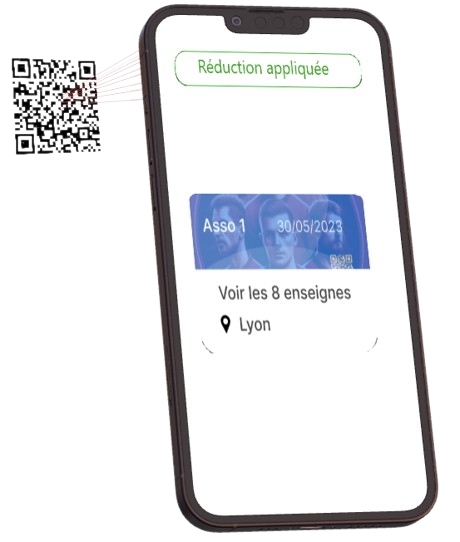 Réduction appliquée
Asso 1 30/05/2023
Voir les 8 enseignes
Lyon